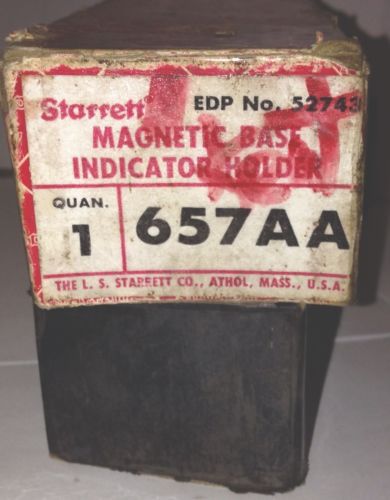 Starrett EDP No. 52743
MAGNETIC BASE
INDICATOR HOLDER
QUAN.
1 657AA
THE L. S. STARRETT CO., ATHOL, MASS., U.S.A.